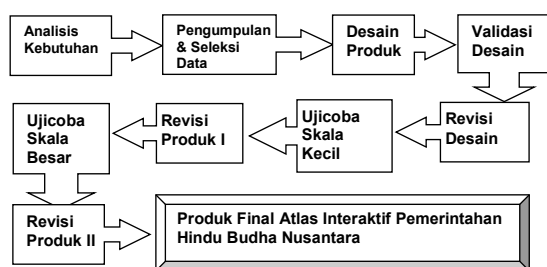 Analisis
Kebutuhan
Pengumpulan
& Seleksi
Data
Desain
Produk
Validasi
Desain
Revisi
Desain
Ujicoba
Skala
Kecil
Revisi
Produk I
Ujicoba
Skala
Besar
Revisi
Produk II
Produk Final Atlas Interaktif Pemerintahan
Hindu Budha Nusantara